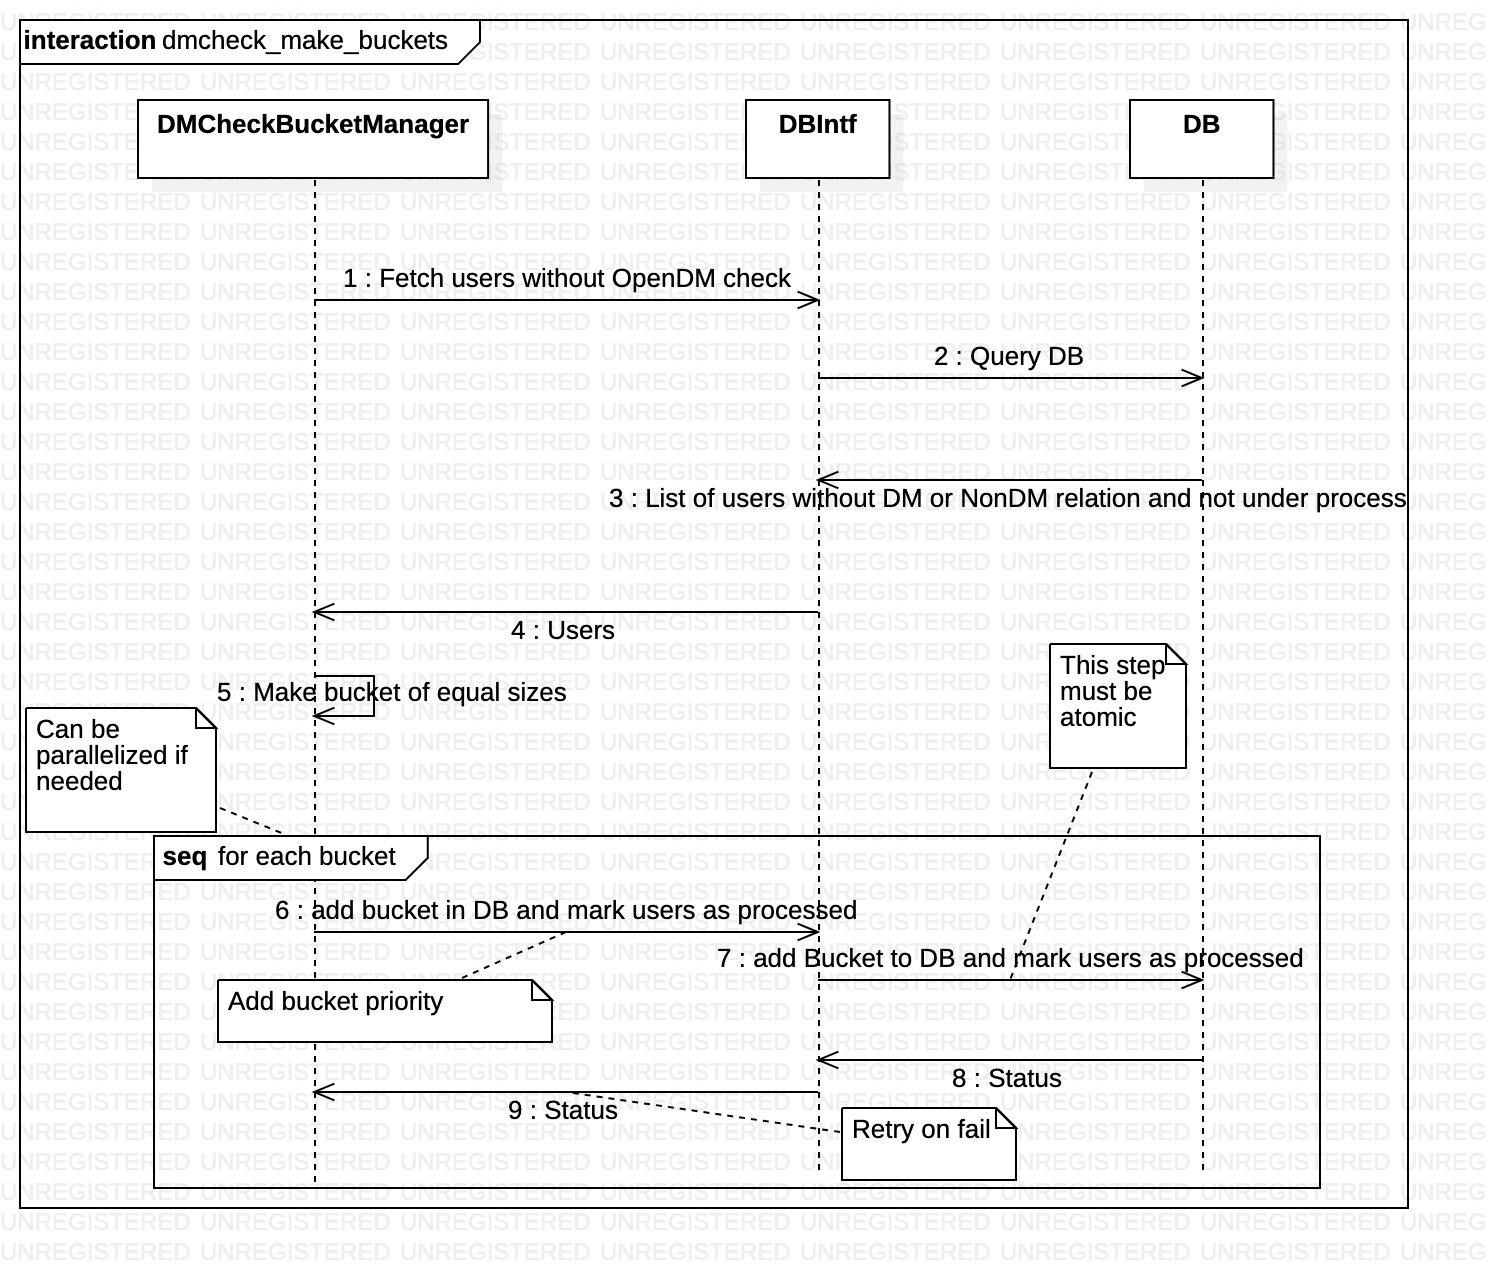 interaction dmcheck_make_buckets
DMCheckBucketManager
DBIntf
DB
1 : Fetch users without OpenDM check
2 : Query DB
3 : List of users without DM or NonDM relation and not under process
4 : Users
This step
must be
atomic
5 : Make bucket of equal sizes
Can be
parallelized if
needed
seq for each bucket
6 : add bucket in DB and mark users as processed
7 : add Bucket to DB and mark users as processed
Add bucket priority
8 : Status
9 : Status
Retry on fail
UNREGISTERED